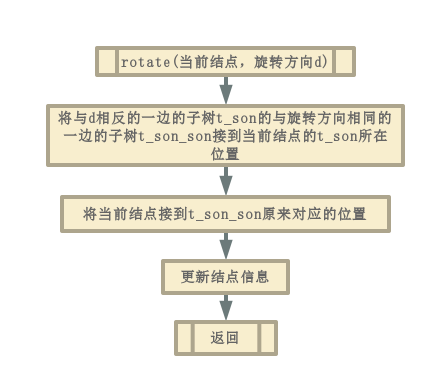 rotate(当前结点，旋转方向d)
将与d相反的一边的子树t_son的与旋转方向相同的
一边的子树t_son_son接到当前结点的t_son所在
位置
将当前结点接到t_son_son原来对应的位置
更新结点信息
返回